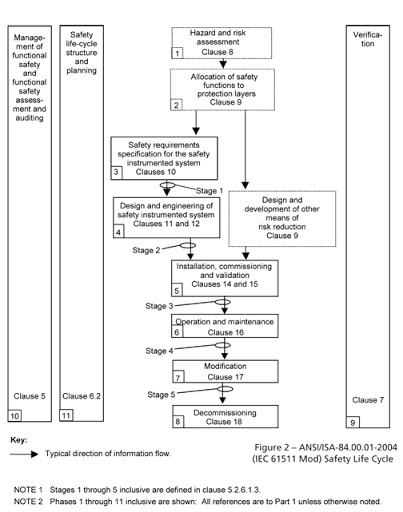 Manage-
ment of
functional
safety
and
functional
safety
assess-
ment and
auditing
Clause 5
10
Safety
life-cycle
structure
and
planning
Clause 6.2
11
Hazard and risk
assessment
Clause 8
1
Allocation of safety
functions to
protection layers
Clause 9
2
Safety requirements
specification for the safety
instrumented system
Clauses 10
3
Stage 1
Design and engineering of
safety instrumented system
Clauses 11 and 12
4
Design and
development of other
means of
risk reduction
Clause 9
Stage 2
Installation, commissioning
and validation
Clauses 14 and 15
5
Stage 3
Operation and maintenance
Clause 16
6
Stage 4
Modification
Clause 17
7
Stage 5
Decommissioning
Clause 18
8
Verifica-
tion
Clause 7
9
Key:
Typical direction of information flow.
Figure 2 – ANSI/ISA-84.00.01-2004
(IEC 61511 Mod) Safety Life Cycle
NOTE 1 Stages 1 through 5 inclusive are defined in clause 5.2.6.1.3.
NOTE 2 Phases 1 through 11 inclusive are shown: All references are to Part 1 unless otherwise noted.